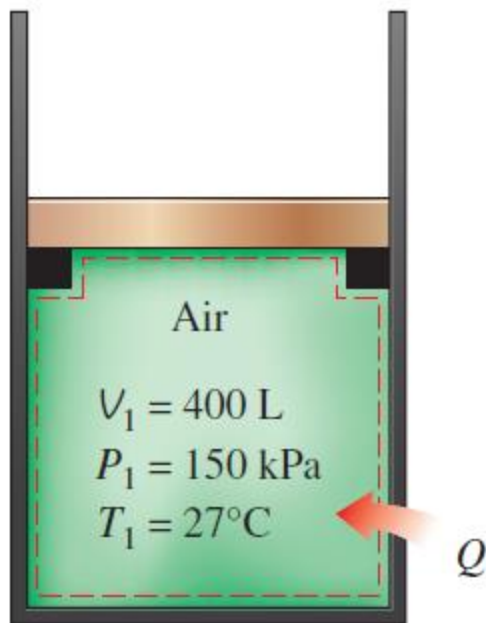 Air
V₁ = 400 L
P₁ = 150 kPa
T₁ = 27°C
Q